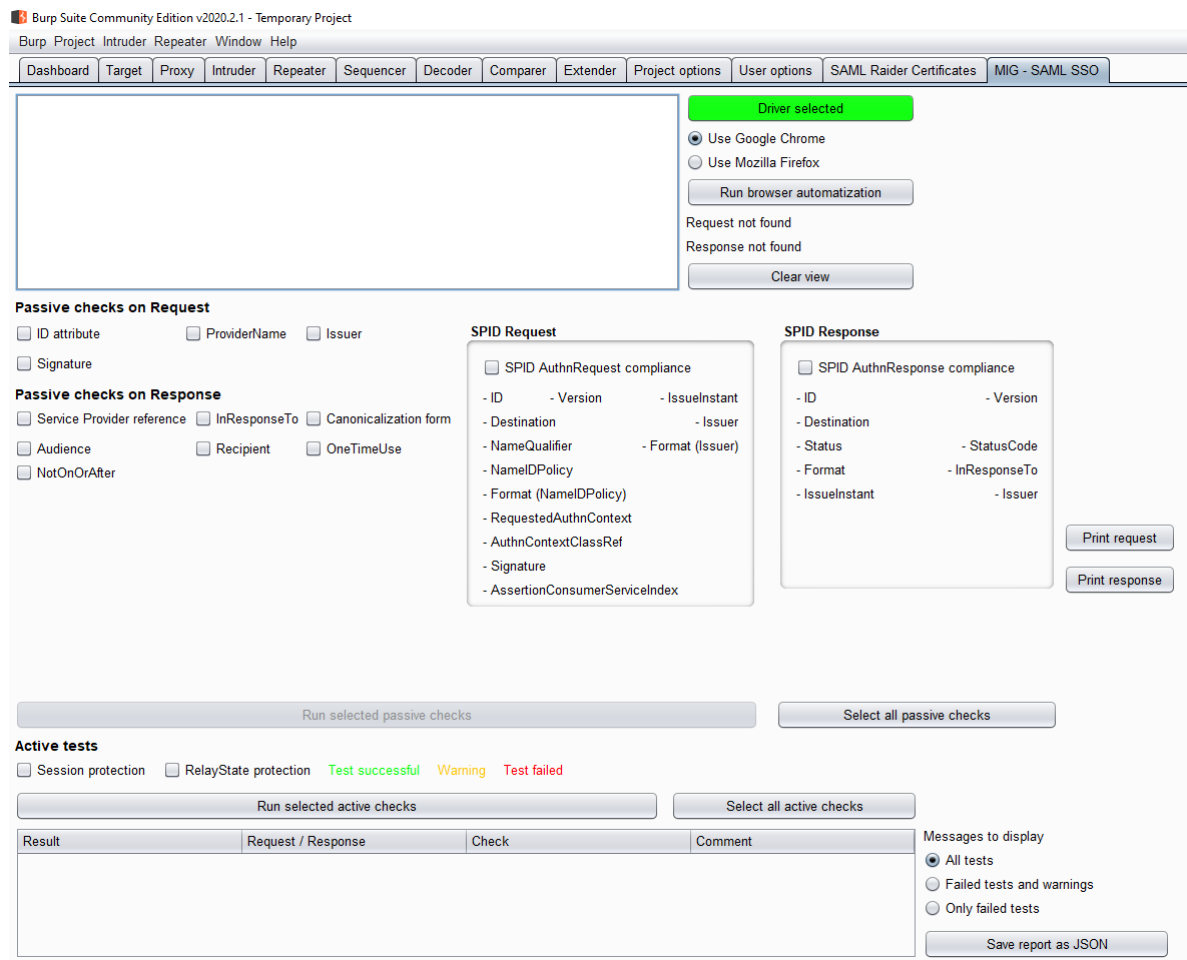 Burp Suite Community Edition v2020.2.1 - Temporary Project
Burp Project Intruder Repeater Window Help
Dashboard Target Proxy Intruder Repeater Sequencer Decoder Comparer Extender Project options User options SAML Raider Certificates MIG - SAML SSO
Driver selected
Use Google Chrome
Use Mozilla Firefox
Run browser automatization
Request not found
Response not found
Clear view
Passive checks on Request
ID attribute ProviderName Issuer
Signature
Passive checks on Response
Service Provider reference InResponseTo Canonicalization form
Audience Recipient OneTimeUse
NotOnOrAfter
SPID Request
SPID AuthnRequest compliance
- ID - Version - IssueInstant
- Destination - Issuer
- NameQualifier - Format (Issuer)
- NameIDPolicy
- Format (NameIDPolicy)
- RequestedAuthnContext
- AuthnContextClassRef
- Signature
- AssertionConsumerServiceIndex
SPID Response
SPID AuthnResponse compliance
- ID - Version
- Destination
- Status - StatusCode
- Format - InResponseTo
- IssueInstant - Issuer
Print request
Print response
Run selected passive checks Select all passive checks
Active tests
Session protection RelayState protection Test successful Warning Test failed
Run selected active checks Select all active checks
Result Request / Response Check Comment
Messages to display
All tests
Failed tests and warnings
Only failed tests
Save report as JSON